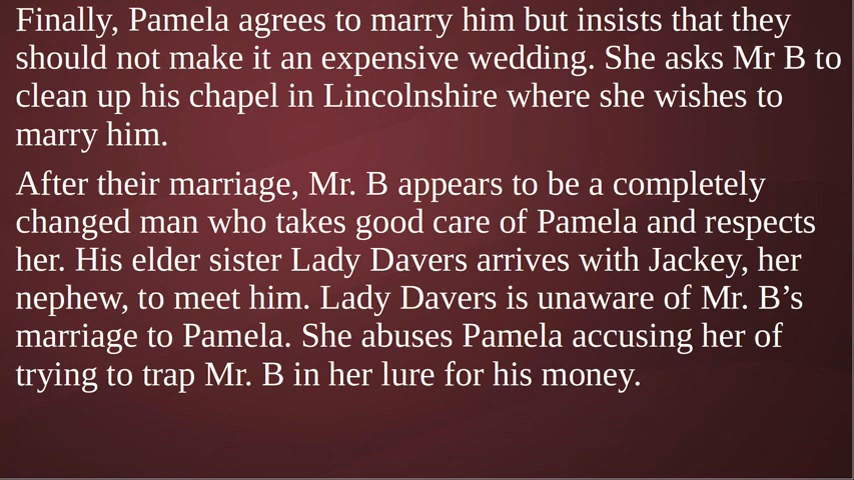 Finally, Pamela agrees to marry him but insists that they
should not make it an expensive wedding. She asks Mr B to
clean up his chapel in Lincolnshire where she wishes to
marry him.
After their marriage, Mr. B appears to be a completely
changed man who takes good care of Pamela and respects
her. His elder sister Lady Davers arrives with Jackey, her
nephew, to meet him. Lady Davers is unaware of Mr. B’s
marriage to Pamela. She abuses Pamela accusing her of
trying to trap Mr. B in her lure for his money.